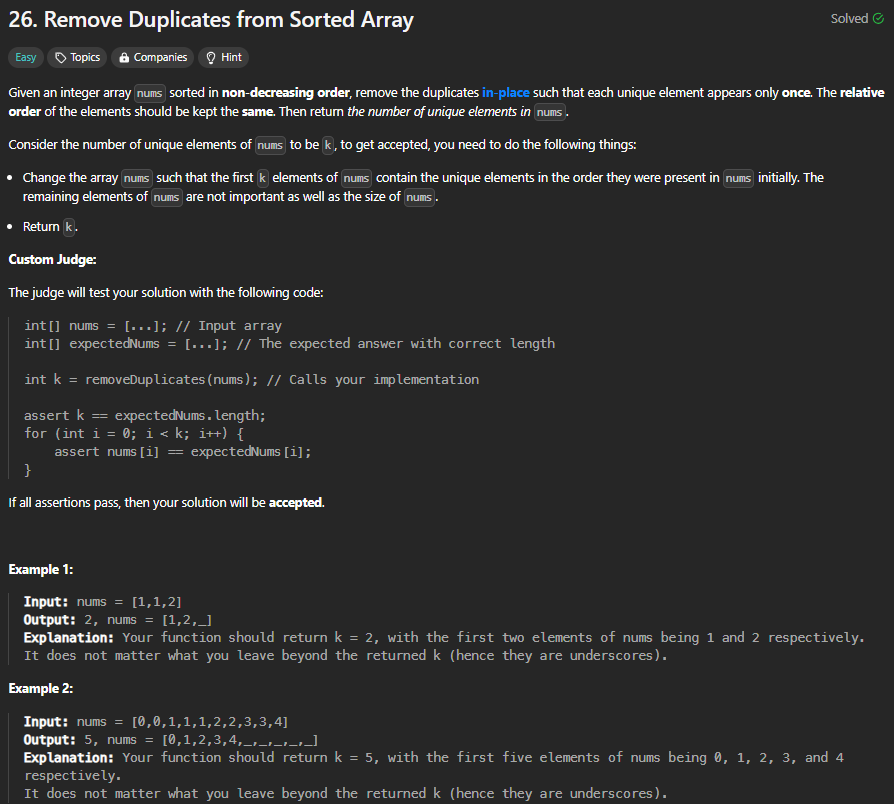 26. Remove Duplicates from Sorted Array
Solved
Easy Topics Companies Hint
Given an integer array nums sorted in non-decreasing order, remove the duplicates in-place such that each unique element appears only once. The relative
order of the elements should be kept the same. Then return the number of unique elements in nums.
Consider the number of unique elements of nums to be k, to get accepted, you need to do the following things:
• Change the array nums such that the first k elements of nums contain the unique elements in the order they were present in nums initially. The
remaining elements of nums are not important as well as the size of nums.
• Return k.
Custom Judge:
The judge will test your solution with the following code:
int[] nums = [...]; // Input array
int[] expectedNums = [...]; // The expected answer with correct length
int k = removeDuplicates(nums); // Calls your implementation
assert k == expectedNums.length;
for (int i = 0; i < k; i++) {
    assert nums[i] == expectedNums[i];
}
If all assertions pass, then your solution will be accepted.
Example 1:
Input: nums = [1,1,2]
Output: 2, nums = [1,2,_]
Explanation: Your function should return k = 2, with the first two elements of nums being 1 and 2 respectively.
It does not matter what you leave beyond the returned k (hence they are underscores).
Example 2:
Input: nums = [0,0,1,1,1,2,2,3,3,4]
Output: 5, nums = [0,1,2,3,4,_,_,_,_,_]
Explanation: Your function should return k = 5, with the first five elements of nums being 0, 1, 2, 3, and 4
respectively.
It does not matter what you leave beyond the returned k (hence they are underscores).